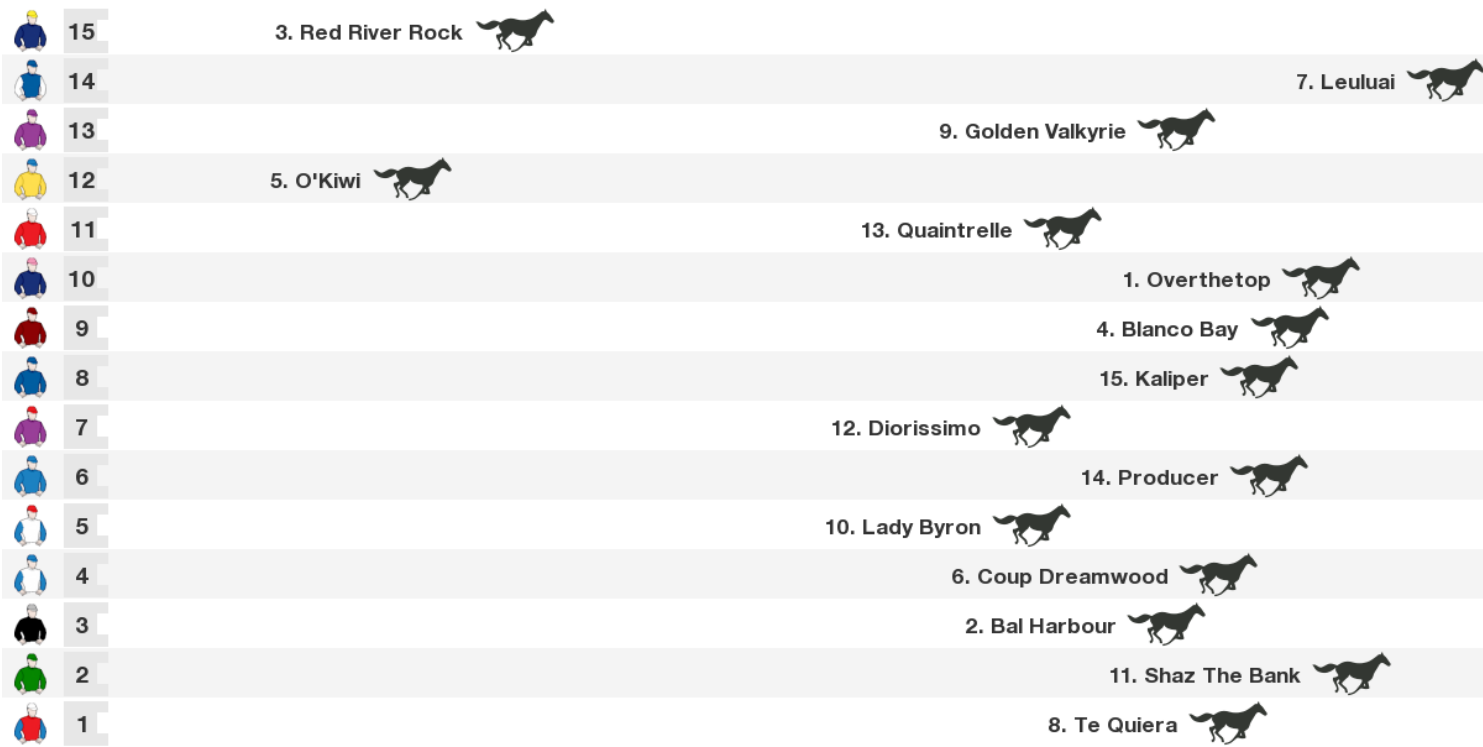 15 3. Red River Rock
14 7. Leuluai
13 9. Golden Valkyrie
12 5. O'Kiwi
11 13. Quaintrelle
10 1. Overthetop
9 4. Blanco Bay
8 15. Kaliper
7 12. Diorissimo
6 14. Producer
5 10. Lady Byron
4 6. Coup Dreamwood
3 2. Bal Harbour
2 11. Shaz The Bank
1 8. Te Quiera